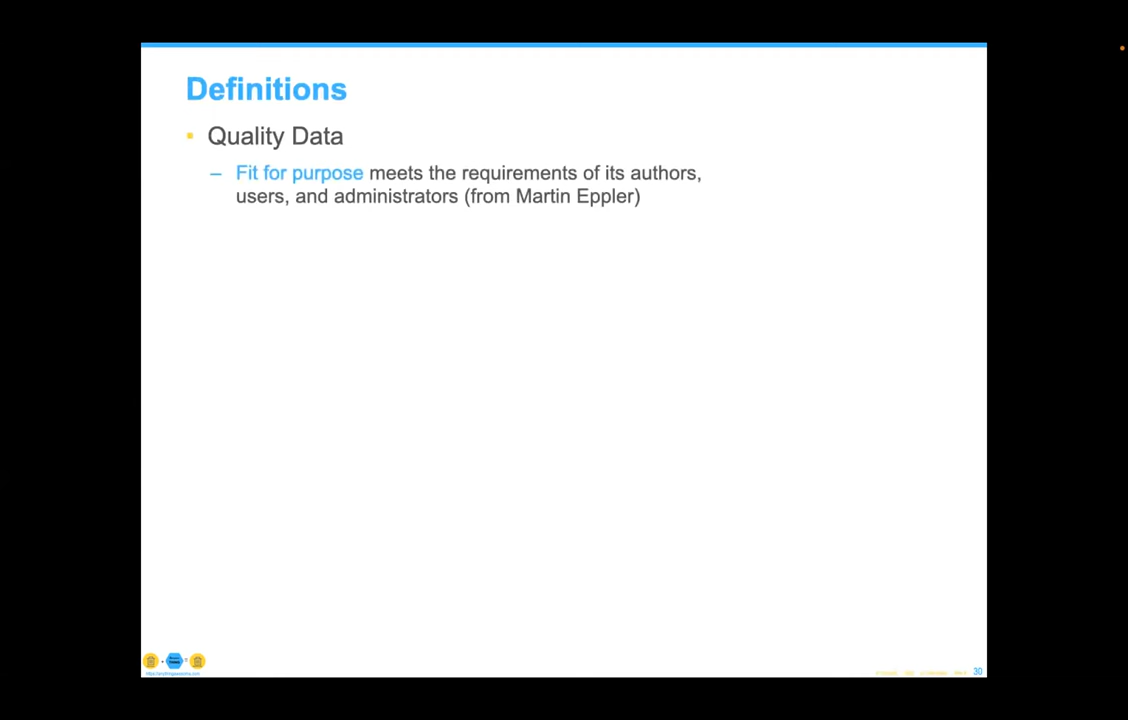 Definitions
Quality Data
– Fit for purpose meets the requirements of its authors,
users, and administrators (from Martin Eppler)
30